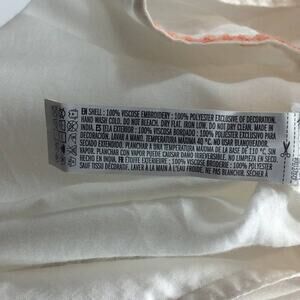 EN SHELL : 100% VISCOSE EMBROIDERY : 100% POLYESTER EXCLUSIVE OF DECORATION.
HAND WASH COLD. DO NOT BLEACH. DRY FLAT. IRON LOW. DO NOT DRY CLEAN. MADE IN
INDIA. ES TELA EXTERIOR : 100% VISCOSA BORDADO : 100% POLIÉSTER EXCLUSIVO PARA
DECORACIÓN. LAVAR A MANO. TEMPERATURA MÁXIMA 40 °C. NO USAR BLANQUEADOR.
SECADO EXTENDIDO. PLANCHAR A UNA TEMPERATURA MÁXIMA DE LA BASE DE 110 °C, SIN
VAPOR. PLANCHAR CON VAPOR PUEDE CAUSAR DAÑO IRREVERSIBLE. NO LIMPIEZA EN SECO.
HECHO EN INDIA. FR ÉTOFFE EXTÉRIEURE : 100% VISCOSE BRODERIE : 100% POLYESTER
SAUF TISSU DÉCORATIF. LAVER À LA MAIN À L'EAU FROIDE. NE PAS BLANCHIR. SÉCHER À